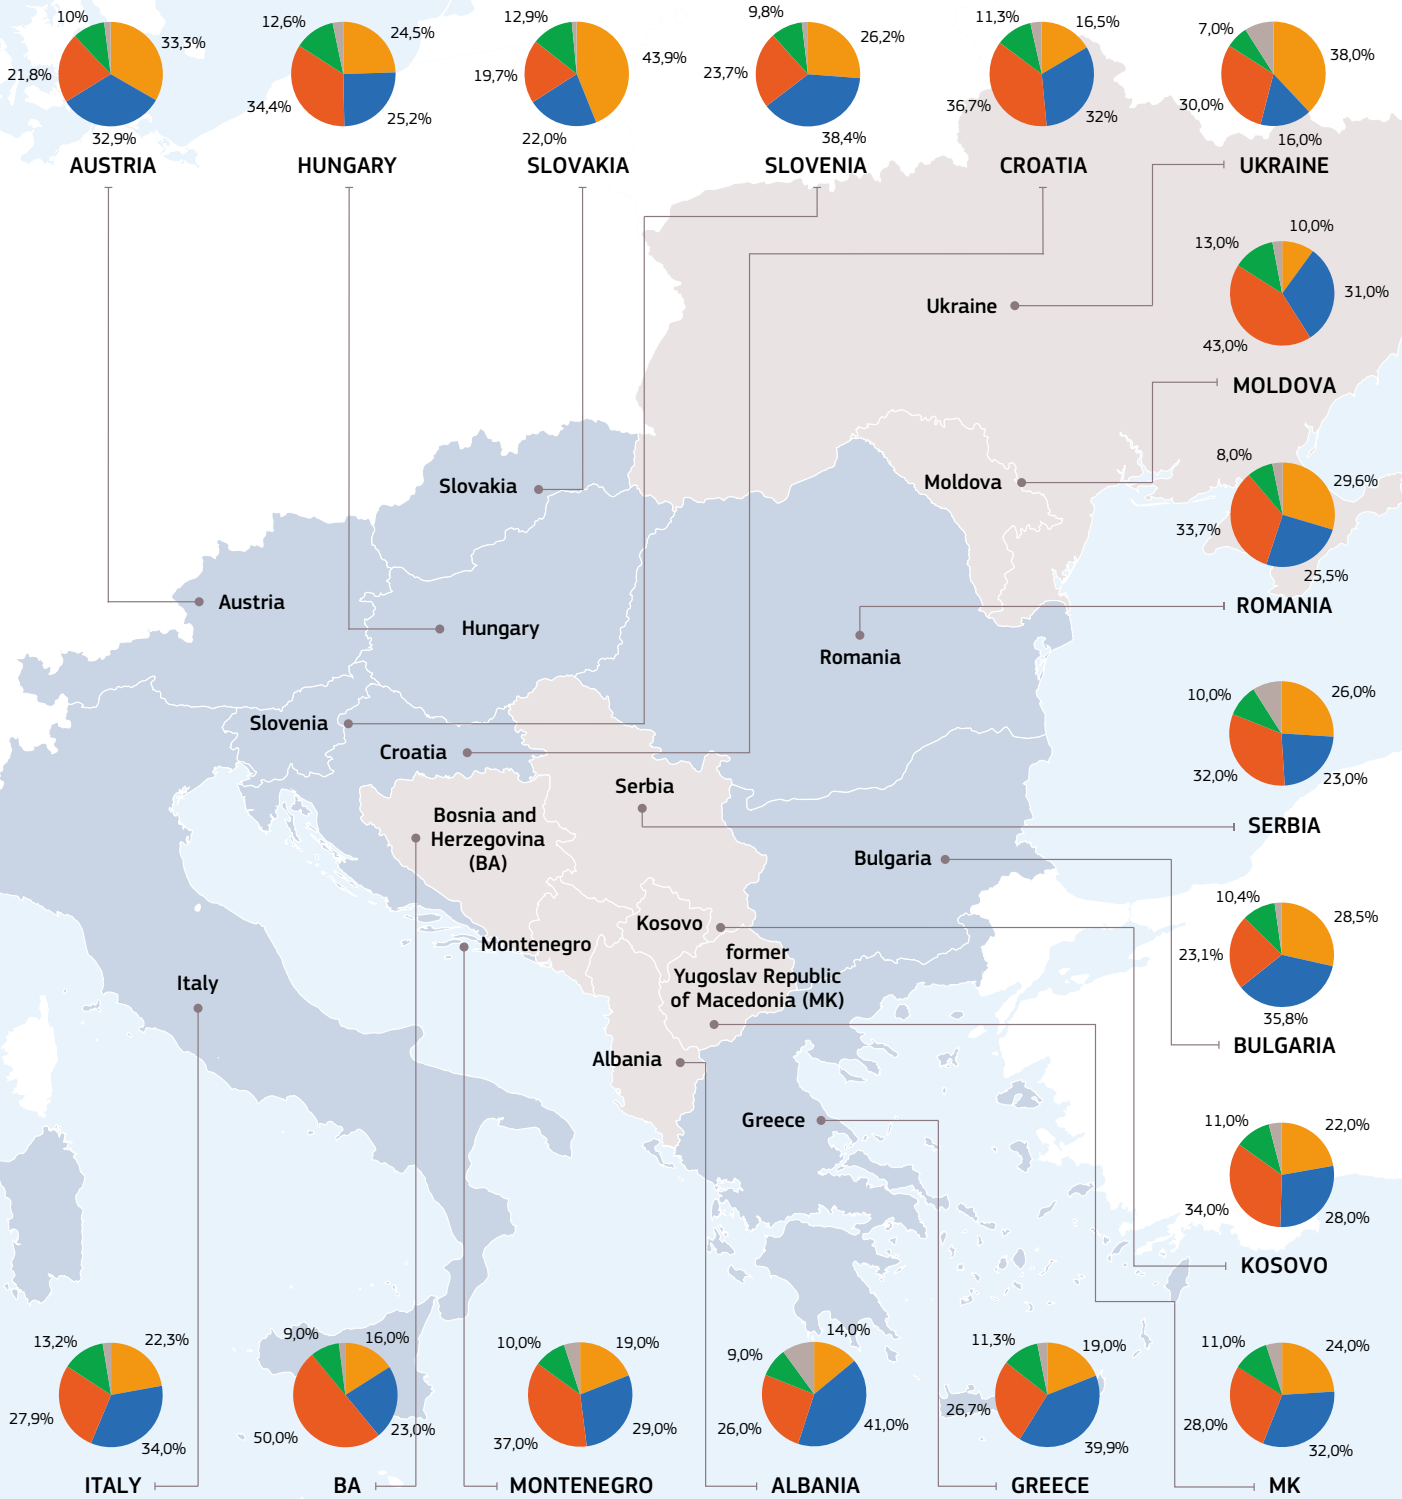 10%
33,3%
21,8%
32,9%
AUSTRIA
12,6%
24,5%
34,4%
25,2%
HUNGARY
12,9%
43,9%
19,7%
22,0%
SLOVAKIA
9,8%
26,2%
23,7%
38,4%
SLOVENIA
11,3%
16,5%
36,7%
32%
CROATIA
7,0%
38,0%
30,0%
16,0%
UKRAINE
13,0%
10,0%
31,0%
43,0%
MOLDOVA
8,0%
29,6%
33,7%
25,5%
ROMANIA
10,0%
26,0%
32,0%
23,0%
SERBIA
10,4%
28,5%
23,1%
35,8%
BULGARIA
11,0%
22,0%
34,0%
28,0%
KOSOVO
Ukraine
Slovakia
Moldova
Austria
Hungary
Romania
Slovenia
Croatia
Serbia
Bosnia and
Herzegovina
(BA)
Bulgaria
Kosovo
Montenegro
former
Yugoslav Republic
of Macedonia (MK)
Italy
Albania
Greece
13,2%
22,3%
27,9%
34,0%
ITALY
9,0%
16,0%
50,0%
23,0%
BA
10,0%
19,0%
37,0%
29,0%
MONTENEGRO
14,0%
9,0%
26,0%
41,0%
ALBANIA
11,3%
19,0%
26,7%
39,9%
GREECE
11,0%
24,0%
28,0%
32,0%
MK